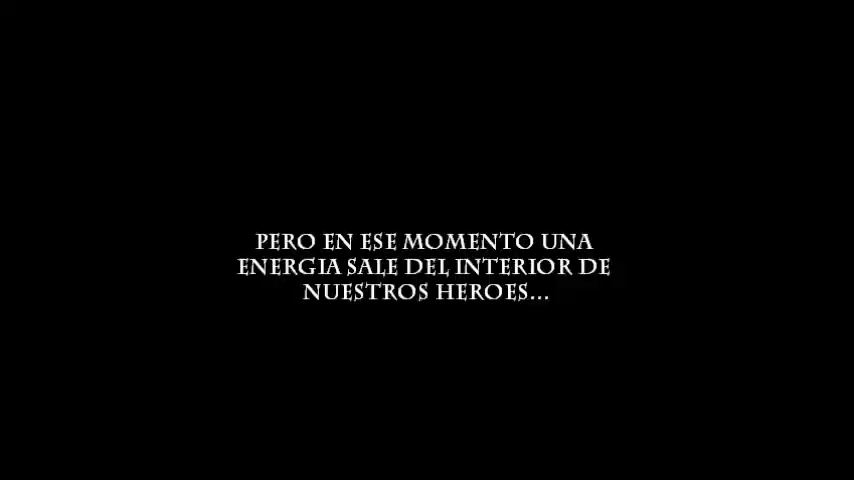 PERO EN ESE MOMENTO UNA
ENERGIA SALE DEL INTERIOR DE
NUESTROS HEROES...